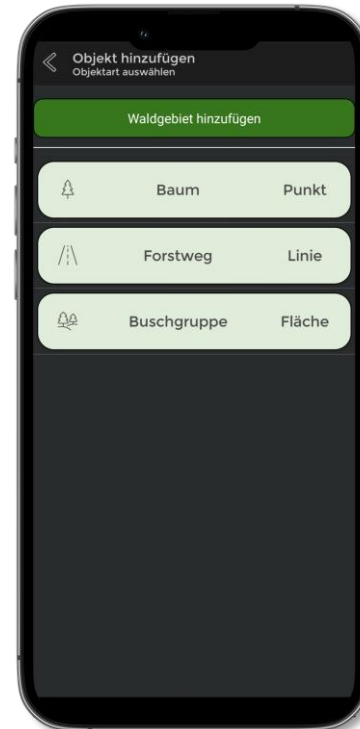 Objekt hinzufügen
Objektart auswählen
Waldgebiet hinzufügen
Baum Punkt
Forstweg Linie
Buschgruppe Fläche